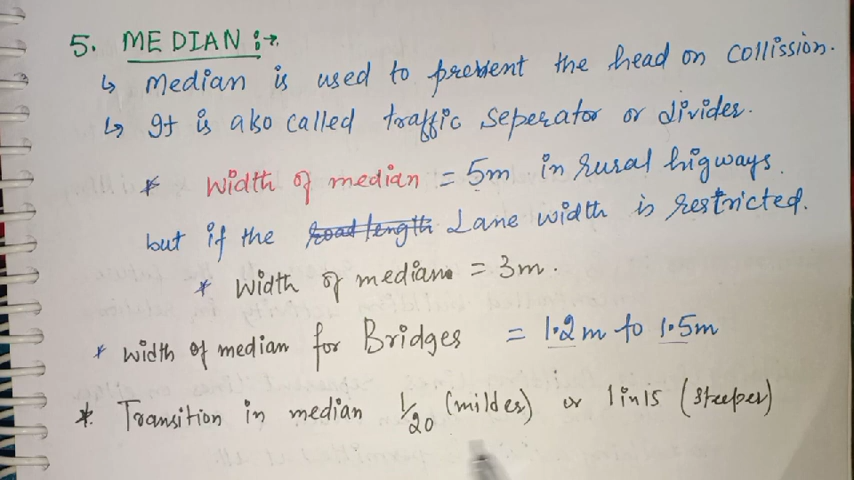 5. MEDIAN :→
↳ Median is used to prevent the head on collission.
↳ It is also called traffic seperator or divider.
* width of median = 5m in rural higways.
but if the road length Lane width is restricted.
* width of median = 3m.
* width of median for Bridges = 1.2m to 1.5m
* Transition in median 1/20 (milder) or 1 in 15 (steeper)